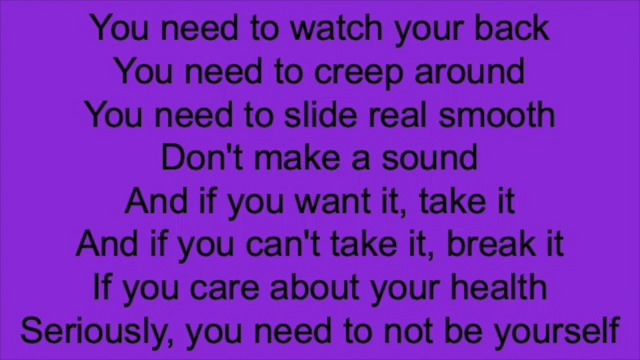 You need to watch your back
You need to creep around
You need to slide real smooth
Don't make a sound
And if you want it, take it
And if you can't take it, break it
If you care about your health
Seriously, you need to not be yourself